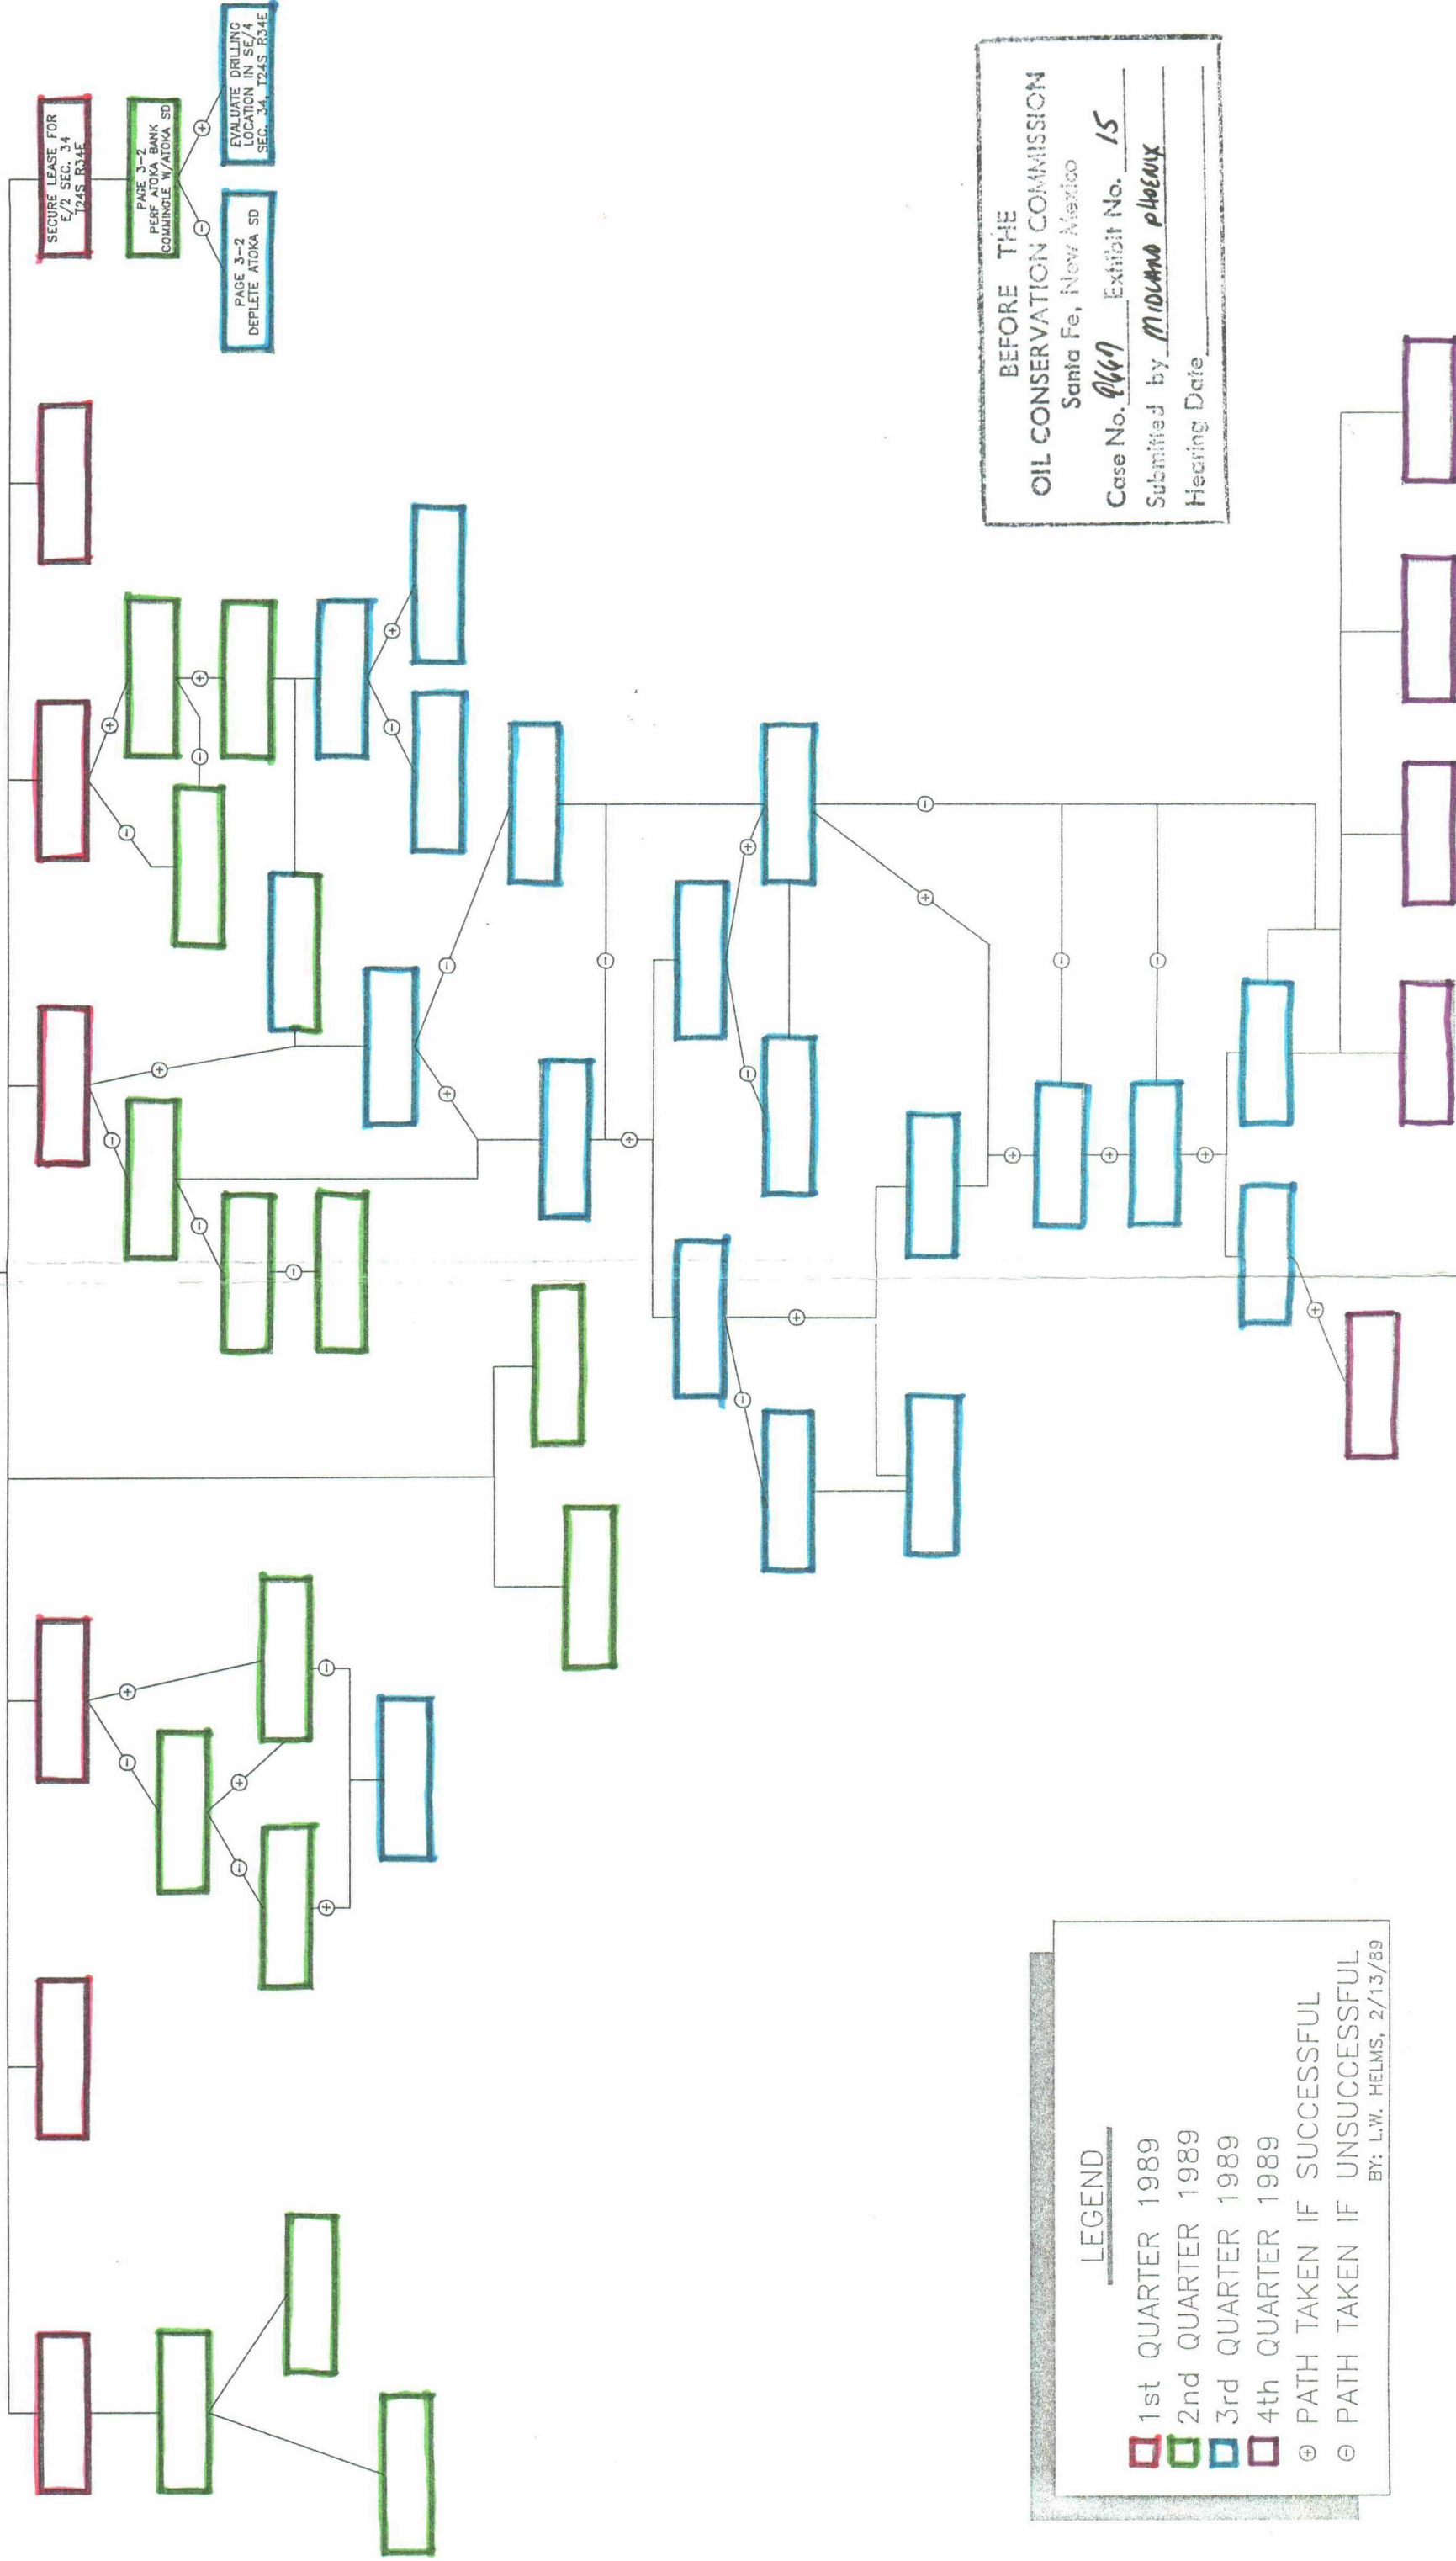 SECURE LEASE FOR
E/2 SEC. 34
T24S R34E
PAGE 3-2
PERF ATOKA BANK
COMMINGLE W/ATOKA SD
PAGE 3-2
DEPLETE ATOKA SD
EVALUATE DRILLING
LOCATION IN SE/4
SEC. 34, T24S R34E
BEFORE THE
OIL CONSERVATION COMMISSION
Santa Fe, New Mexico
Case No. Exhibit No. 15
Submitted by MIDLAND PHOENIX
Hearing Date
LEGEND
1st QUARTER 1989
2nd QUARTER 1989
3rd QUARTER 1989
4th QUARTER 1989
⊕ PATH TAKEN IF SUCCESSFUL
⊖ PATH TAKEN IF UNSUCCESSFUL
BY: L.W. HELMS, 2/13/89